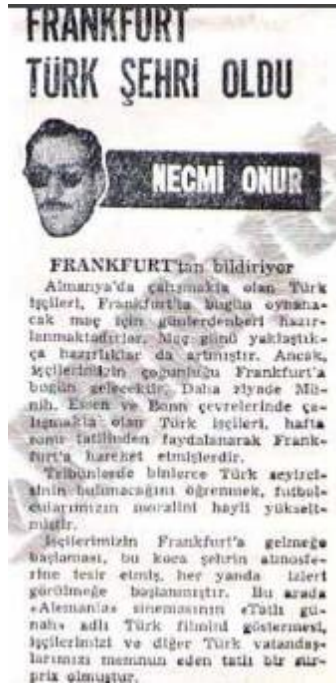 FRANKFURT
TÜRK ŞEHRİ OLDU
NECMİ ONUR
FRANKFURT'tan bildiriyor
Almanya'da çalışmakta olan Türk
işçileri, Frankfurt'ta bugün oynana-
cak maç için günlerdenberi hazır-
lanmaktadırlar. Maç günü yaklaştık-
ça hazırlıklar da artmıştır. Ancak,
işçilerimizin çoğunluğu Frankfurt'a
bugün gelecektir. Daha ziyade Mü-
nih, Essen ve Bonn çevrelerinde ça-
lışmakta olan Türk işçileri, hafta
sonu tatilinden faydalanarak Frank-
furt'a hareket etmişlerdir.
Tribünlerde binlerce Türk seyirci-
sinin bulunacağını öğrenmek, futbol-
cularımızın moralini hayli yükselt-
miştir.
İşçilerimizin Frankfurt'a gelmeğe
başlaması, bu koca şehrin atmosfe-
rine tesir etmiş, her yanda izleri
görülmeğe başlanmıştır. Bu arada
«Alemania» sinemasının «Tatlı gü-
nah» adlı Türk filmini göstermesi,
işçilerimizi ve diğer Türk vatandaş-
larımızı memnun eden tatlı bir sür-
priz olmuştur.